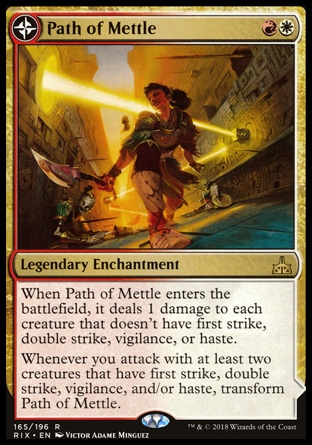 Path of Mettle
Legendary Enchantment
When Path of Mettle enters the
battlefield, it deals 1 damage to each
creature that doesn't have first strike,
double strike, vigilance, or haste.
Whenever you attack with at least two
creatures that have first strike, double
strike, vigilance, and/or haste, transform
Path of Mettle.
165/196 R
RIX • EN Victor Adame Minguez
™ & © 2018 Wizards of the Coast